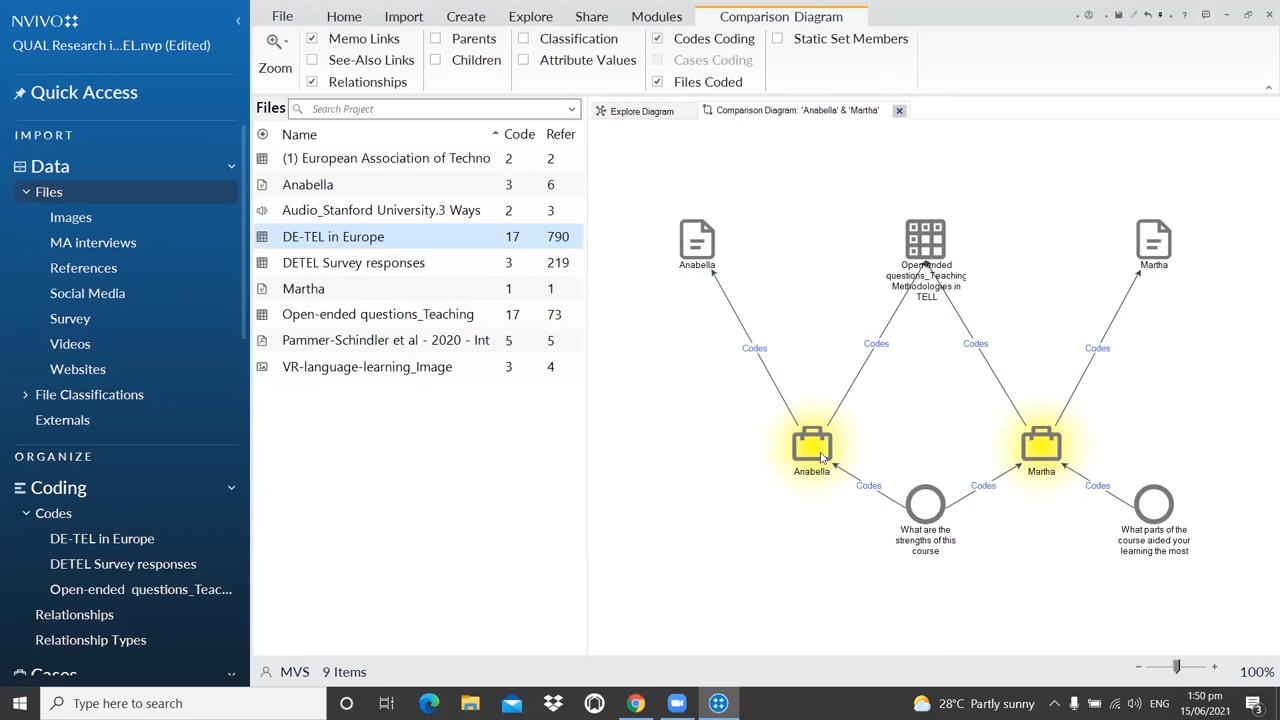 NVIVO
QUAL Research i...EL.nvp (Edited)
Quick Access
IMPORT
Data
Files
Images
MA interviews
References
Social Media
Survey
Videos
Websites
File Classifications
Externals
ORGANIZE
Coding
Codes
DE-TEL in Europe
DETEL Survey responses
Open-ended questions_Teac...
Relationships
Relationship Types
Cases
File Home Import Create Explore Share Modules Comparison Diagram
Zoom
Memo Links
See-Also Links
Relationships
Parents
Children
Classification
Attribute Values
Codes Coding
Cases Coding
Files Coded
Static Set Members
Files Search Project
Name Code Refer
(1) European Association of Techno 2 2
Anabella 3 6
Audio_Stanford University.3 Ways 2 3
DE-TEL in Europe 17 790
DETEL Survey responses 3 219
Martha 1 1
Open-ended questions_Teaching 17 73
Pammer-Schindler et al - 2020 - Int 5 5
VR-language-learning_Image 3 4
Explore Diagram
Comparison Diagram: 'Anabella' & 'Martha'
Anabella
Open-ended
questions_Teaching
Methodologies in
TELL
Martha
Codes
Codes
Codes
Codes
Anabella
Martha
Codes
Codes
Codes
What are the
strengths of this
course
What parts of the
course aided your
learning the most
MVS 9 Items
100%
Type here to search
28°C Partly sunny
ENG
1:50 pm
15/06/2021
3